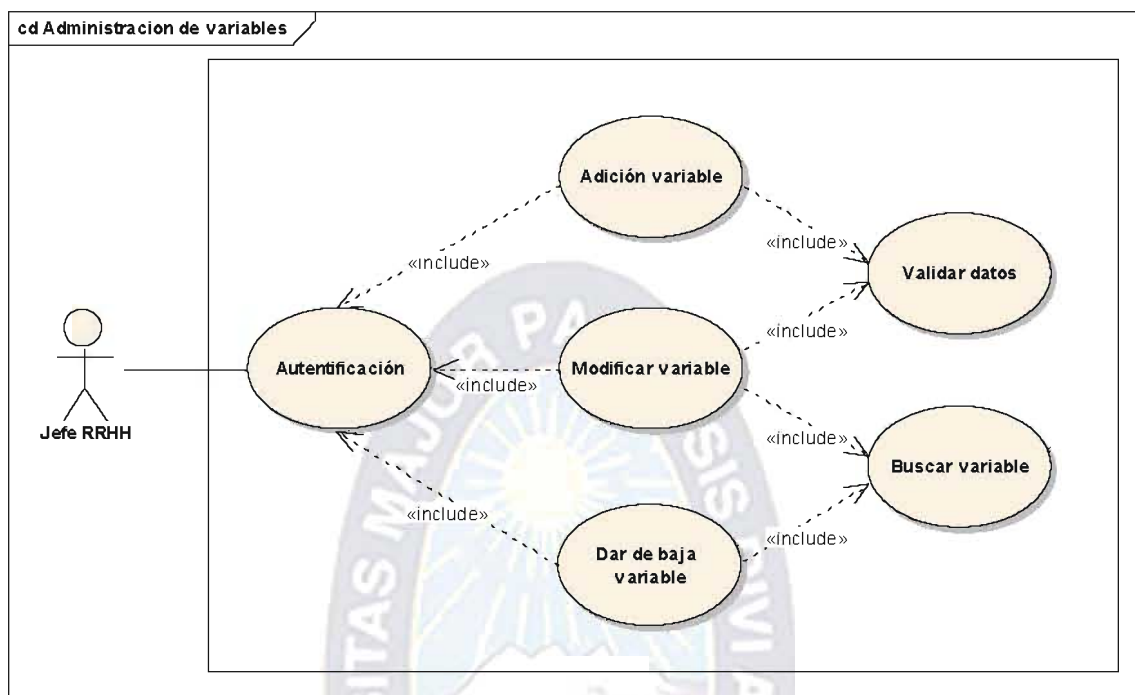 cd Administracion de variables
Adición variable
«include»
Validar datos
«include»
«include»
Jefe RRHH
Autentificación
«include»
Modificar variable
«include»
Buscar variable
«include»
Dar de baja
variable
«include»